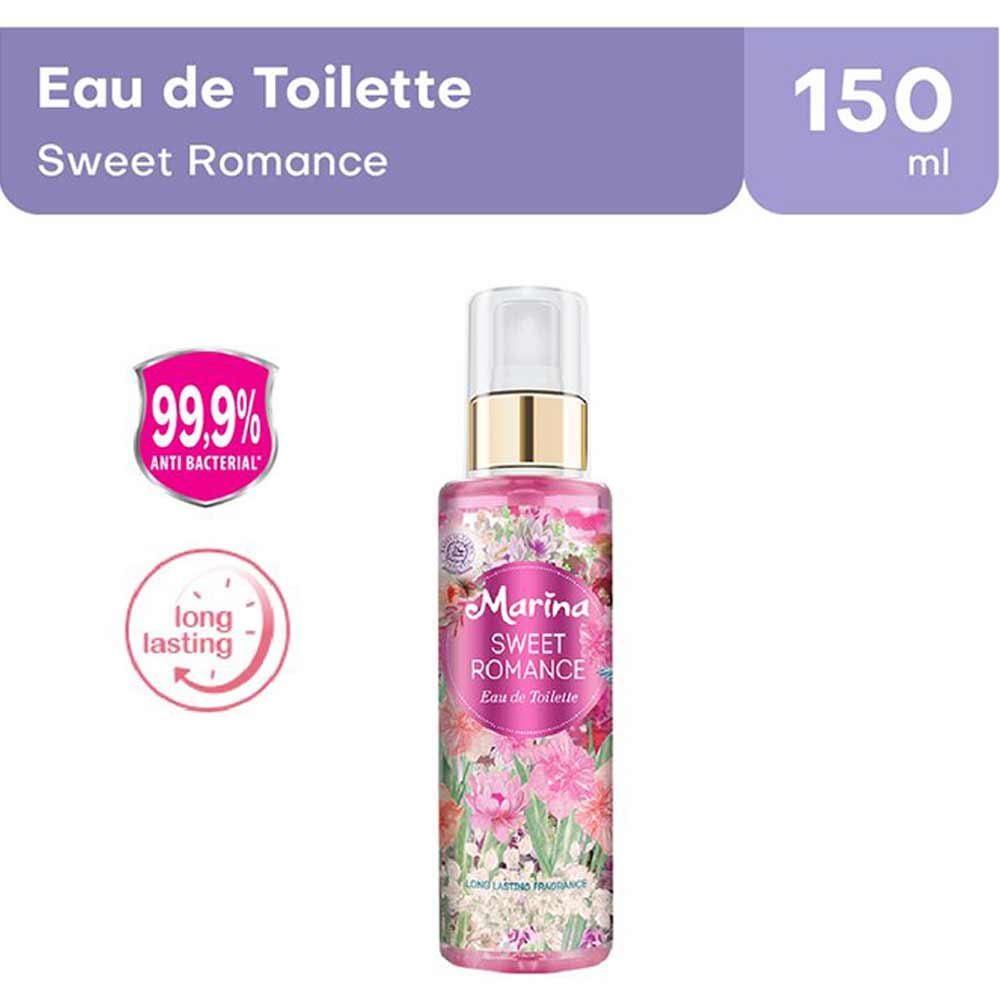 Eau de Toilette
Sweet Romance
150
ml
99,9%
ANTI BACTERIAL*
long
lasting
Marina
SWEET
ROMANCE
Eau de Toilette
LONG LASTING FRAGRANCE